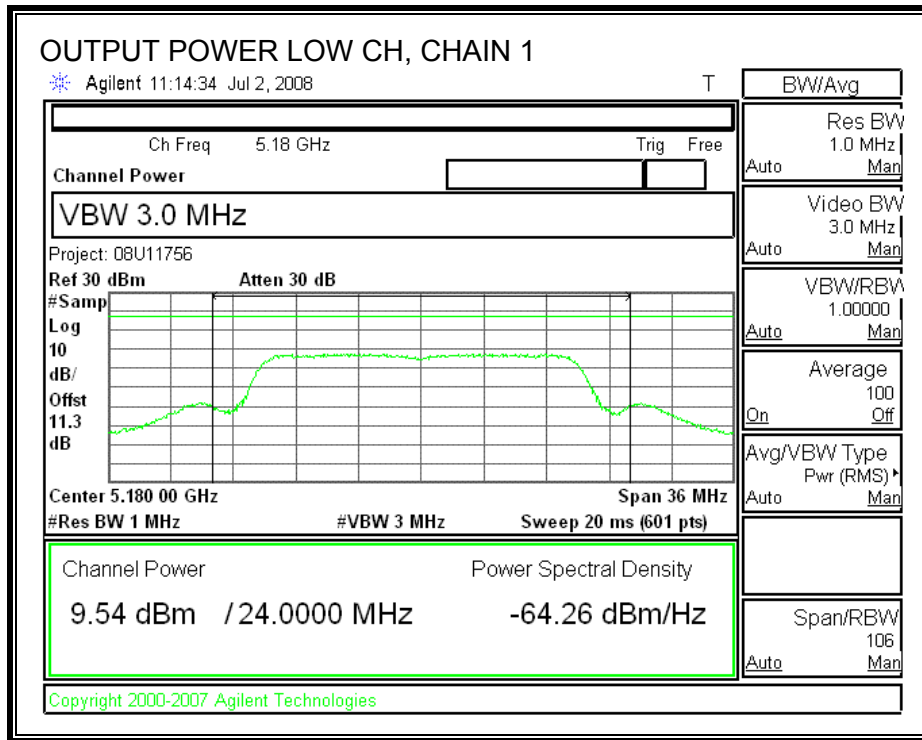 OUTPUT POWER LOW CH, CHAIN 1
Agilent 11:14:34 Jul 2, 2008 T
BW/Avg
Ch Freq 5.18 GHz Trig Free
Channel Power
VBW 3.0 MHz
Project: 08U11756
Ref 30 dBm Atten 30 dB
#Samp
Log
10
dB/
Offst
11.3
dB
Center 5.180 00 GHz Span 36 MHz
#Res BW 1 MHz #VBW 3 MHz Sweep 20 ms (601 pts)
Channel Power Power Spectral Density
9.54 dBm / 24.0000 MHz -64.26 dBm/Hz
Copyright 2000-2007 Agilent Technologies
Res BW
1.0 MHz
Auto Man
Video BW
3.0 MHz
Auto Man
VBW/RBW
1.00000
Auto Man
Average
100
On Off
Avg/VBW Type
Pwr (RMS)
Auto Man
Span/RBW
106
Auto Man